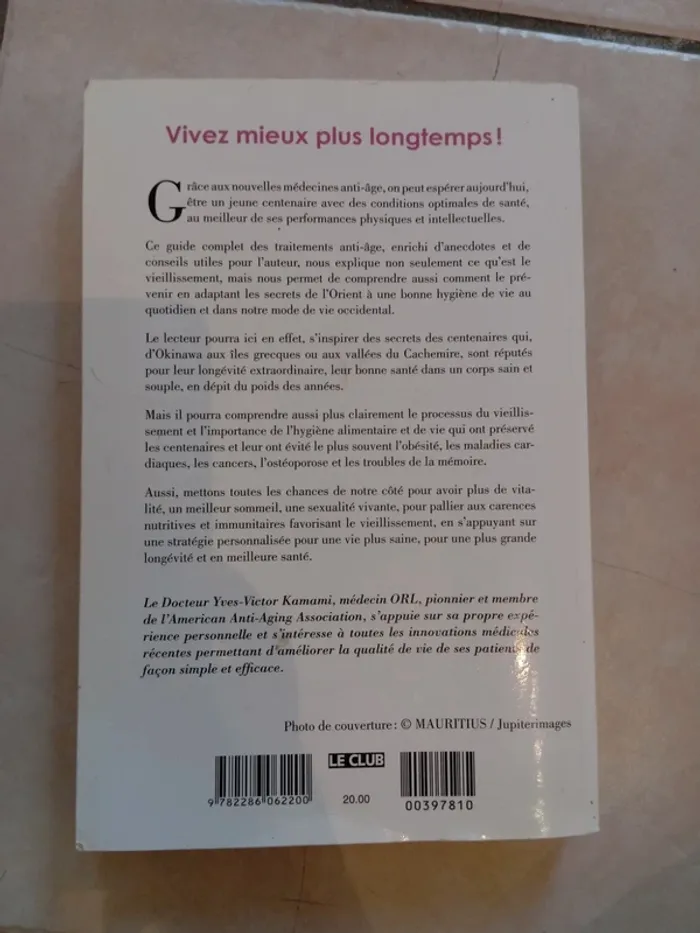 Vivez mieux plus longtemps !
Grâce aux nouvelles médecines anti-âge, on peut espérer aujourd'hui,
être un jeune centenaire avec des conditions optimales de santé,
au meilleur de ses performances physiques et intellectuelles.
Ce guide complet des traitements anti-âge, enrichi d'anecdotes et de
conseils utiles pour l'auteur, nous explique non seulement ce qu'est le
vieillissement, mais nous permet de comprendre aussi comment le pré-
venir en adaptant les secrets de l'Orient à une bonne hygiène de vie au
quotidien et dans notre mode de vie occidental.
Le lecteur pourra ici en effet, s'inspirer des secrets des centenaires qui,
d'Okinawa aux îles grecques ou aux vallées du Cachemire, sont réputés
pour leur longévité extraordinaire, leur bonne santé dans un corps sain et
souple, en dépit du poids des années.
Mais il pourra comprendre aussi plus clairement le processus du vieillis-
sement et l'importance de l'hygiène alimentaire et de vie qui ont préservé
les centenaires et leur ont évité le plus souvent l'obésité, les maladies car-
diaques, les cancers, l'ostéoporose et les troubles de la mémoire.
Aussi, mettons toutes les chances de notre côté pour avoir plus de vita-
lité, un meilleur sommeil, une sexualité vivante, pour pallier aux carences
nutritives et immunitaires favorisant le vieillissement, en s'appuyant sur
une stratégie personnalisée pour une vie plus saine, pour une plus grande
longévité et en meilleure santé.
Le Docteur Yves-Victor Kamami, médecin ORL, pionnier et membre
de l'American Anti-Aging Association, s'appuie sur sa propre expé-
rience personnelle et s'intéresse à toutes les innovations médicales
récentes permettant d'améliorer la qualité de vie de ses patients de
façon simple et efficace.
Photo de couverture : © MAURITIUS / Jupiterimages
LE CLUB
9 782286 062200
20.00
00397810